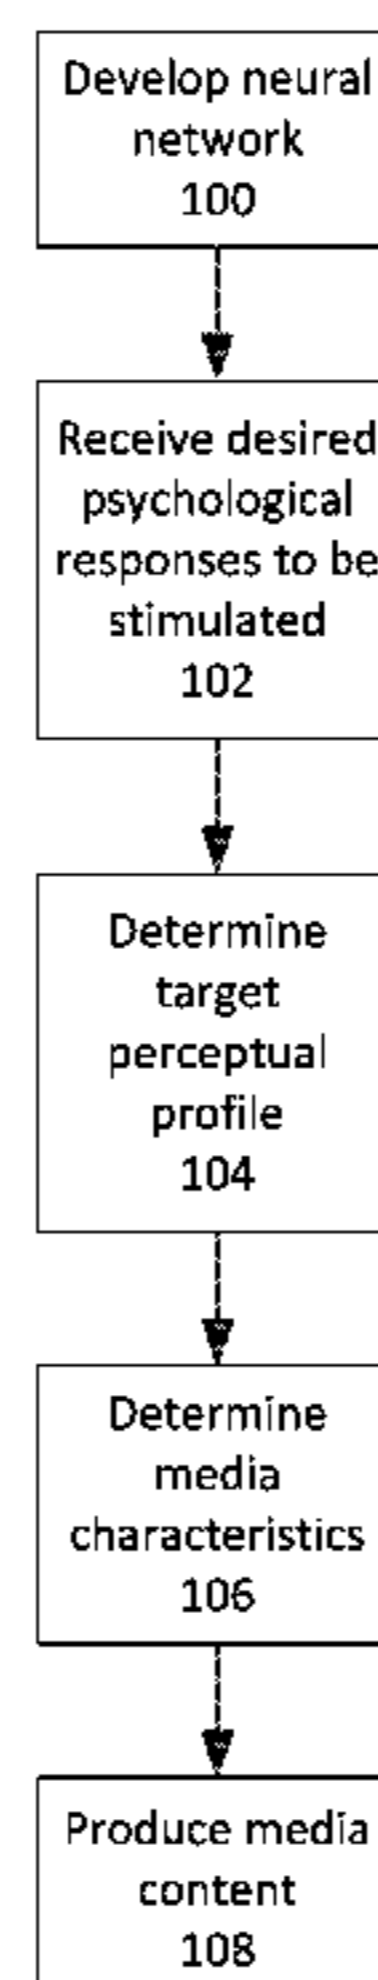 Develop neural
network
100
Receive desired
psychological
responses to be
stimulated
102
Determine
target
perceptual
profile
104
Determine
media
characteristics
106
Produce media
content
108